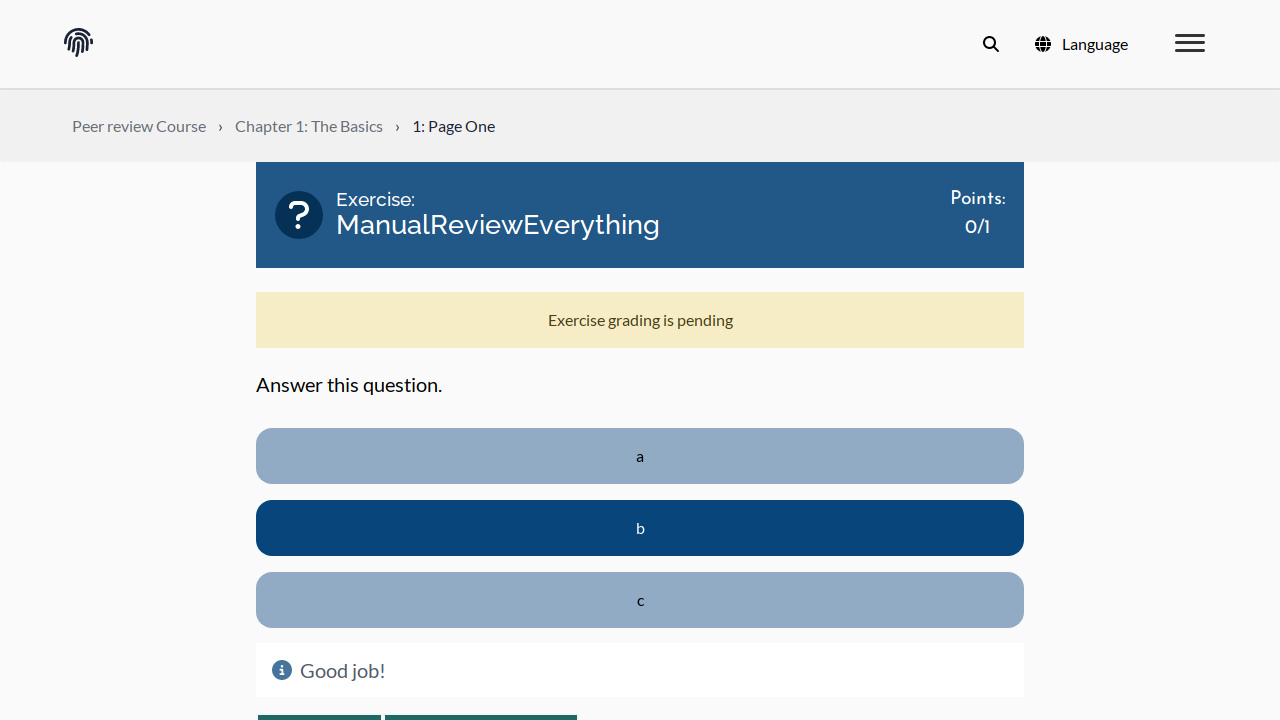 Language
Peer review Course › Chapter 1: The Basics › 1: Page One
Exercise:
ManualReviewEverything
Points:
0/1
Exercise grading is pending
Answer this question.
a
b
c
Good job!